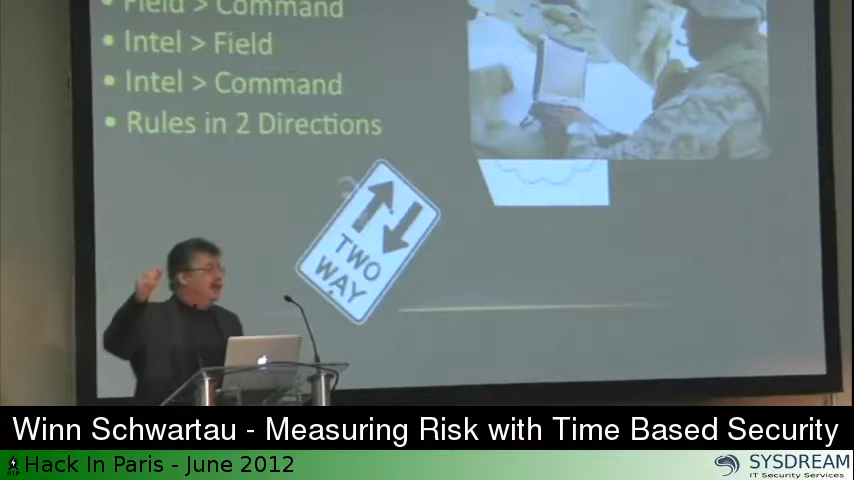 • Field > Command
• Intel > Field
• Intel > Command
• Rules in 2 Directions
TWO
WAY
Winn Schwartau - Measuring Risk with Time Based Security
Hack In Paris - June 2012
SYSDREAM
IT Security Services